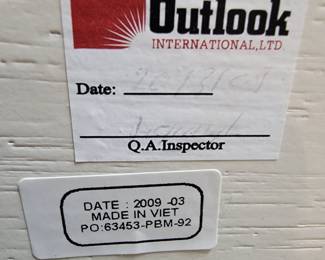 Outlook
INTERNATIONAL,LTD.
Date:
Q.A.Inspector
DATE : 2009 -03
MADE IN VIET
PO:63453-PBM-92